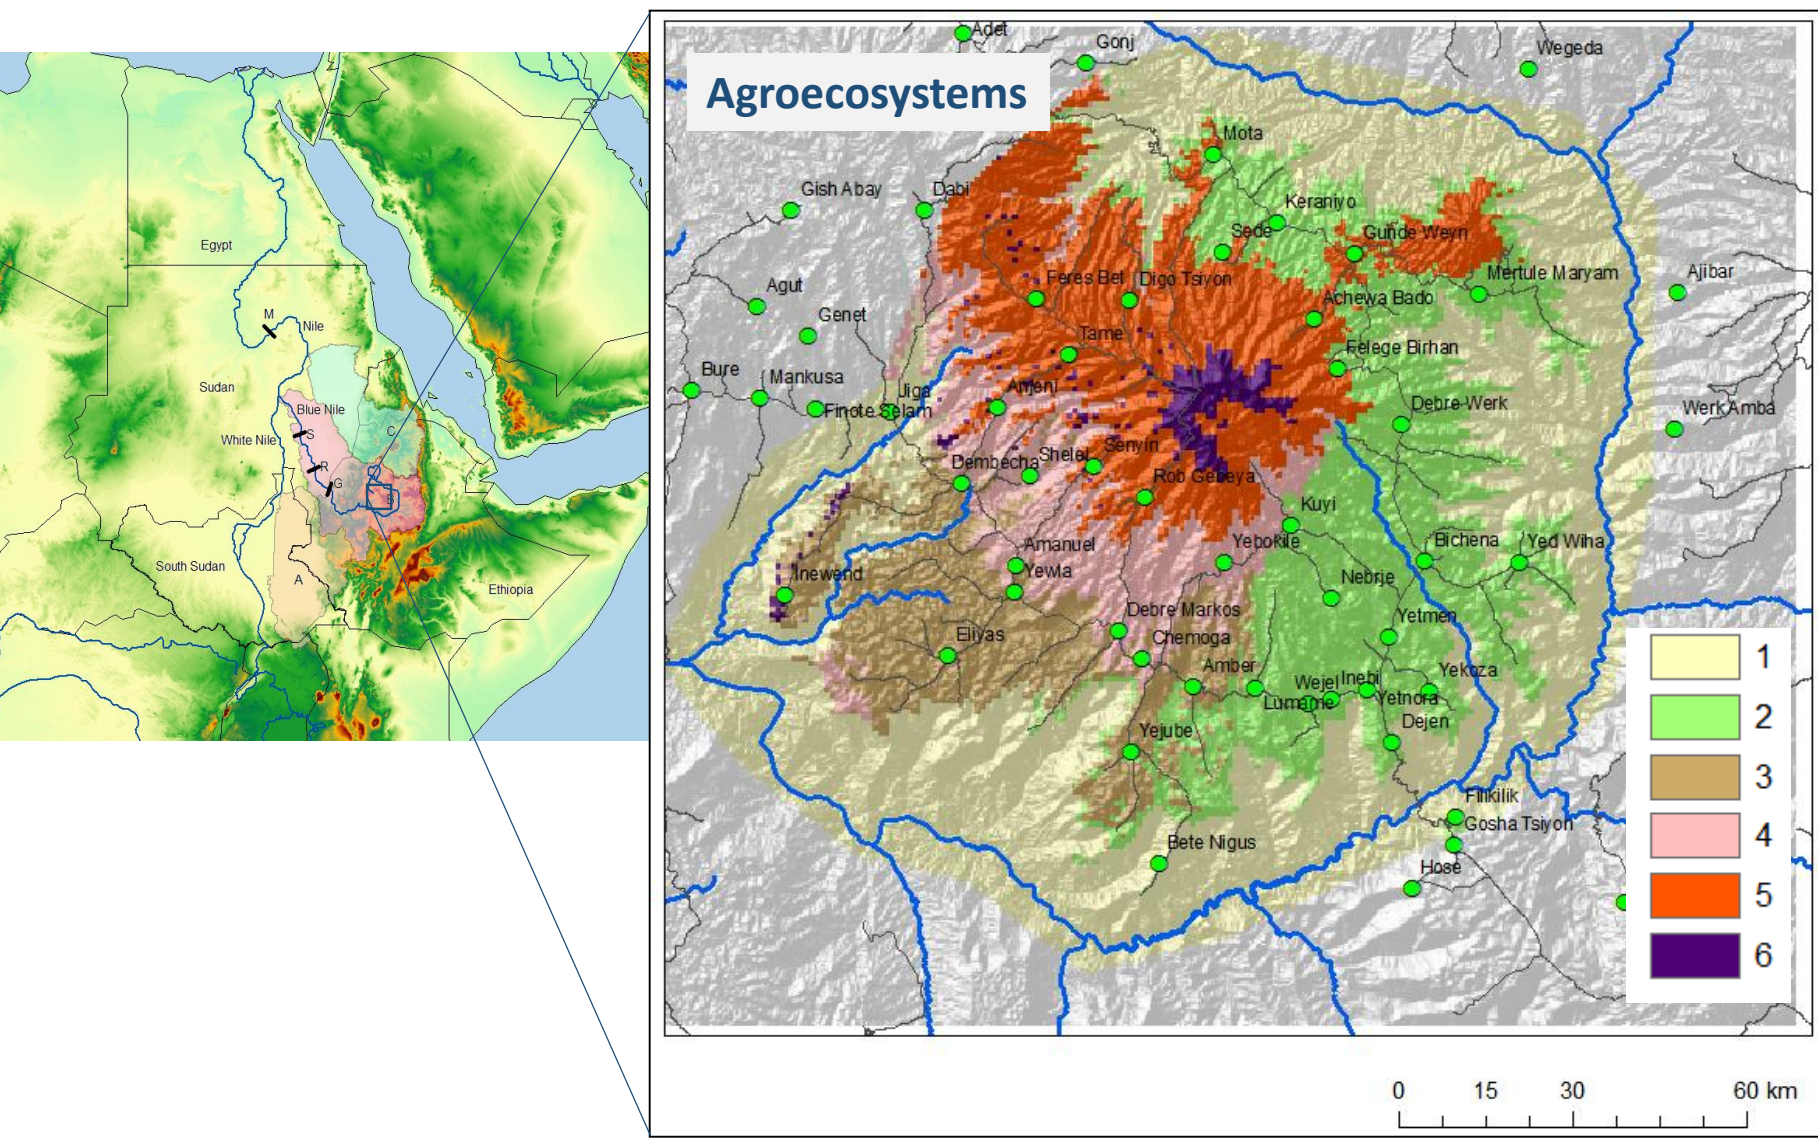 Agroecosystems
Egypt
M
Nile
Sudan
Blue Nile
White Nile
S
C
R
G
B
South Sudan
A
Ethiopia
Adet
Gonj
Wegeda
Mota
Gish Abay
Dabi
Keraniyo
Sede
Gunde Weyn
Mertule Maryam
Ajibar
Agut
Feres Bet
Digo Tsiyon
Achewa Bado
Genet
Tame
Felege Birhan
Bure
Mankusa
Jiga
Anjeni
Finote Selam
Debre Werk
Werk Amba
Senyin
Shelel
Dembecha
Rob Gebeya
Kuyi
Amanuel
Yebokile
Bichena
Yed Wiha
Inewend
Yewla
Nebrje
Debre Markos
Yetmen
Eliyas
Chemoga
Amber
Wejel
Inebi
Yekoza
Lumame
Yetnora
Dejen
Yejube
Filikilik
Gosha Tsiyon
Bete Nigus
Hose
1
2
3
4
5
6
0 15 30 60 km